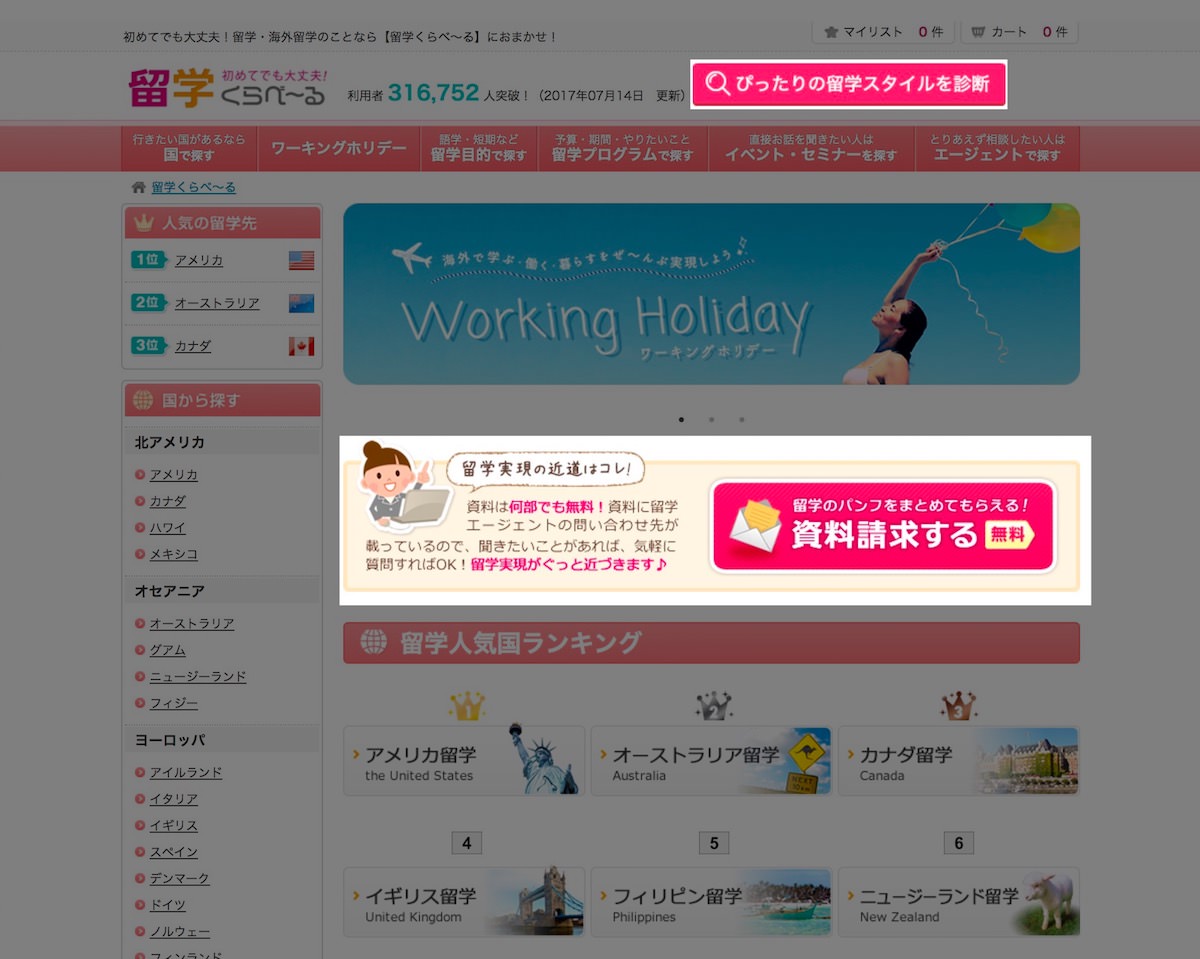 初めてでも大丈夫！留学・海外留学のことなら【留学くらべ〜る】におまかせ！
マイリスト 0 件
カート 0 件
留学 初めてでも大丈夫! くらべ〜る
利用者 316,752 人突破！（2017年07月14日 更新）
ぴったりの留学スタイルを診断
行きたい国があるなら
国で探す
ワーキングホリデー
語学・短期など
留学目的で探す
予算・期間・やりたいこと
留学プログラムで探す
直接お話を聞きたい人は
イベント・セミナーを探す
とりあえず相談したい人は
エージェントで探す
留学くらべ〜る
人気の留学先
1位 アメリカ
2位 オーストラリア
3位 カナダ
国から探す
北アメリカ
アメリカ
カナダ
ハワイ
メキシコ
オセアニア
オーストラリア
グアム
ニュージーランド
フィジー
ヨーロッパ
アイルランド
イタリア
イギリス
スペイン
デンマーク
ドイツ
ノルウェー
フィンランド
海外で学ぶ・働く・暮らすをぜ〜んぶ実現しよう
Working Holiday
ワーキングホリデー
留学実現の近道はコレ!
資料は何部でも無料！資料に留学
エージェントの問い合わせ先が
載っているので、聞きたいことがあれば、気軽に
質問すればOK！留学実現がぐっと近づきます♪
留学のパンフをまとめてもらえる！
資料請求する 無料
留学人気国ランキング
1
アメリカ留学
the United States
2
オーストラリア留学
Australia
NEXT
10km
3
カナダ留学
Canada
4
イギリス留学
United Kingdom
5
フィリピン留学
Philippines
6
ニュージーランド留学
New Zealand